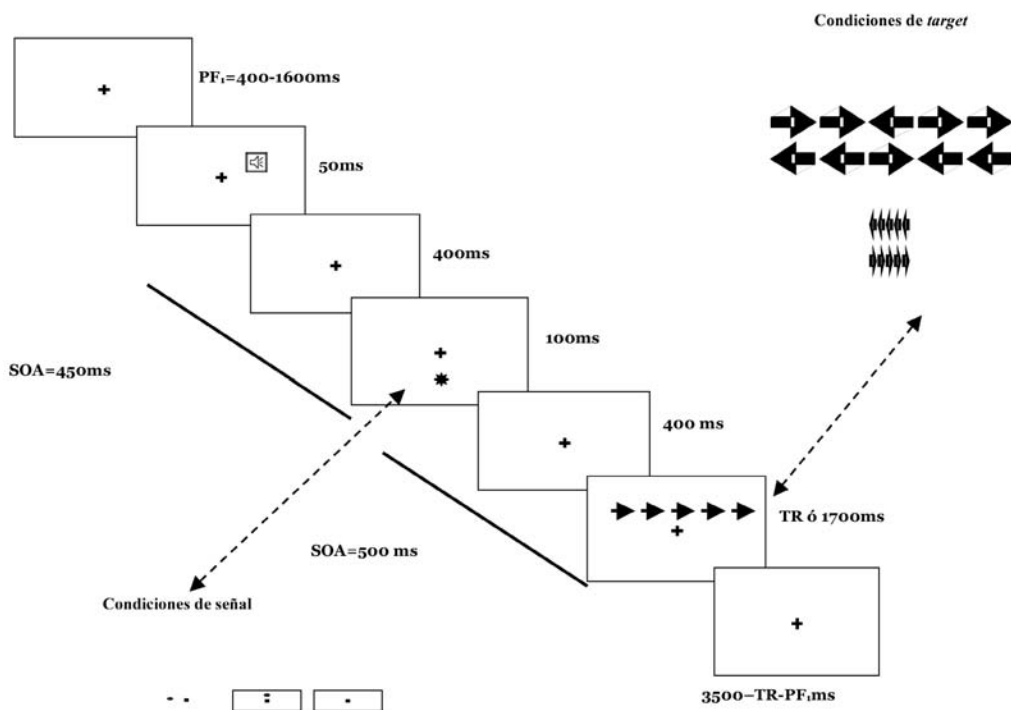 Condiciones de target
PF₁=400-1600ms
50ms
400ms
100ms
SOA=450ms
400 ms
TR ó 1700ms
SOA=500 ms
Condiciones de señal
3500–TR-PF₁ms